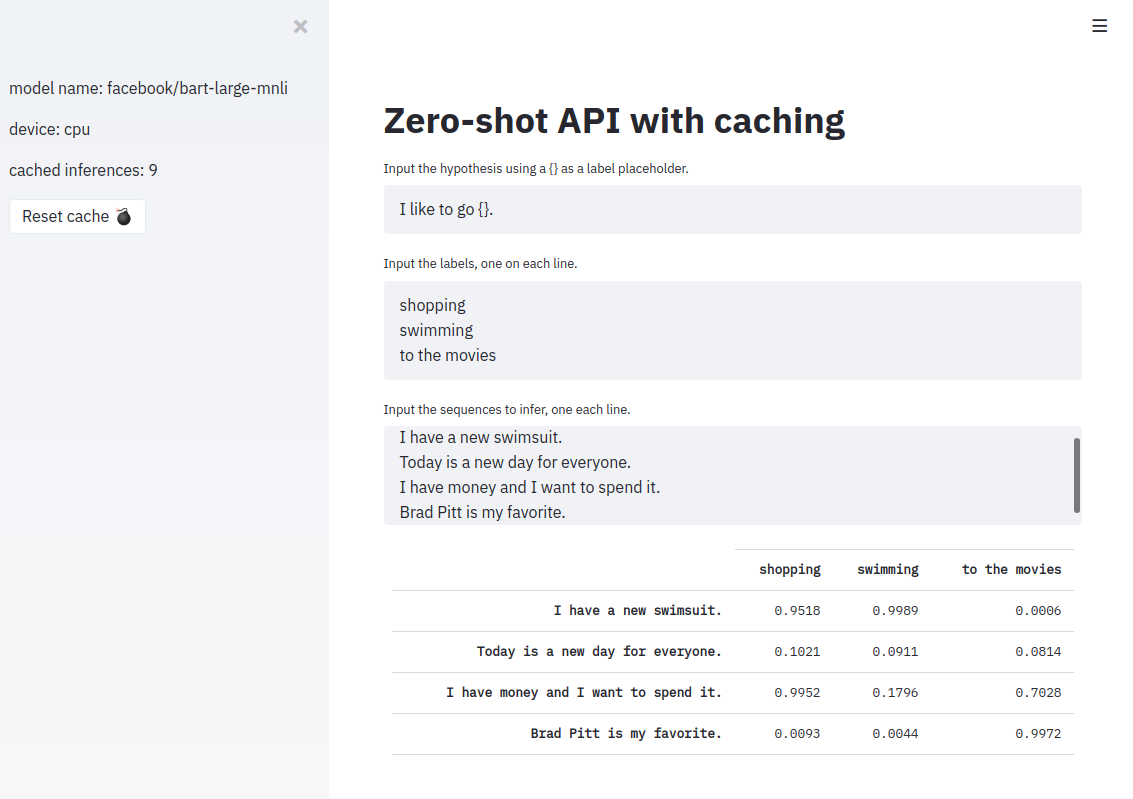 model name: facebook/bart-large-mnli
device: cpu
cached inferences: 9
Reset cache 💣
Zero-shot API with caching
Input the hypothesis using a {} as a label placeholder.
I like to go {}.
Input the labels, one on each line.
shopping
swimming
to the movies
Input the sequences to infer, one each line.
I have a new swimsuit.
Today is a new day for everyone.
I have money and I want to spend it.
Brad Pitt is my favorite.
shopping swimming to the movies
I have a new swimsuit. 0.9518 0.9989 0.0006
Today is a new day for everyone. 0.1021 0.0911 0.0814
I have money and I want to spend it. 0.9952 0.1796 0.7028
Brad Pitt is my favorite. 0.0093 0.0044 0.9972